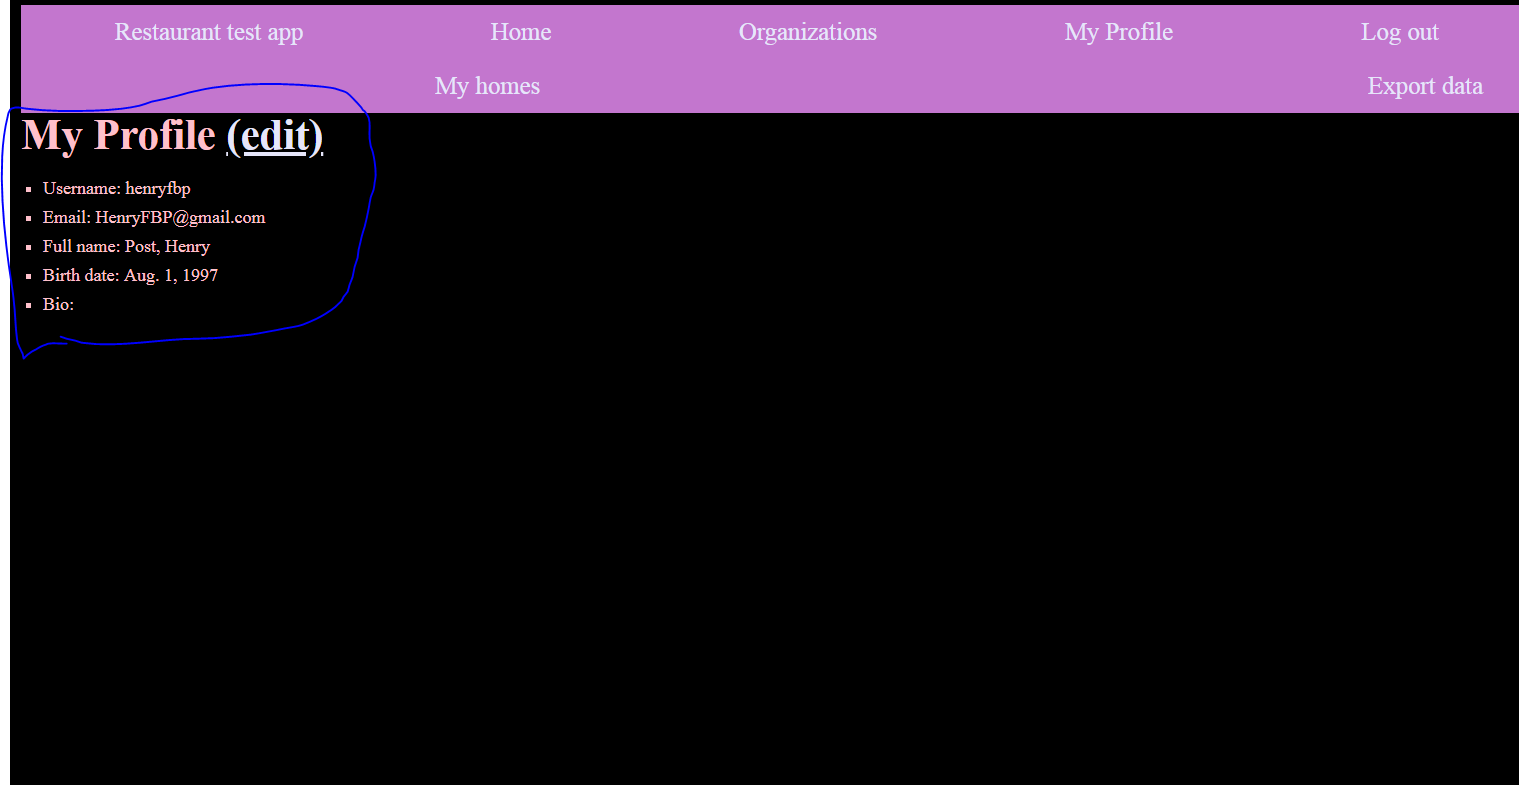 Restaurant test app Home Organizations My Profile Log out
My homes Export data
My Profile (edit)
Username: henryfbp
Email: HenryFBP@gmail.com
Full name: Post, Henry
Birth date: Aug. 1, 1997
Bio: